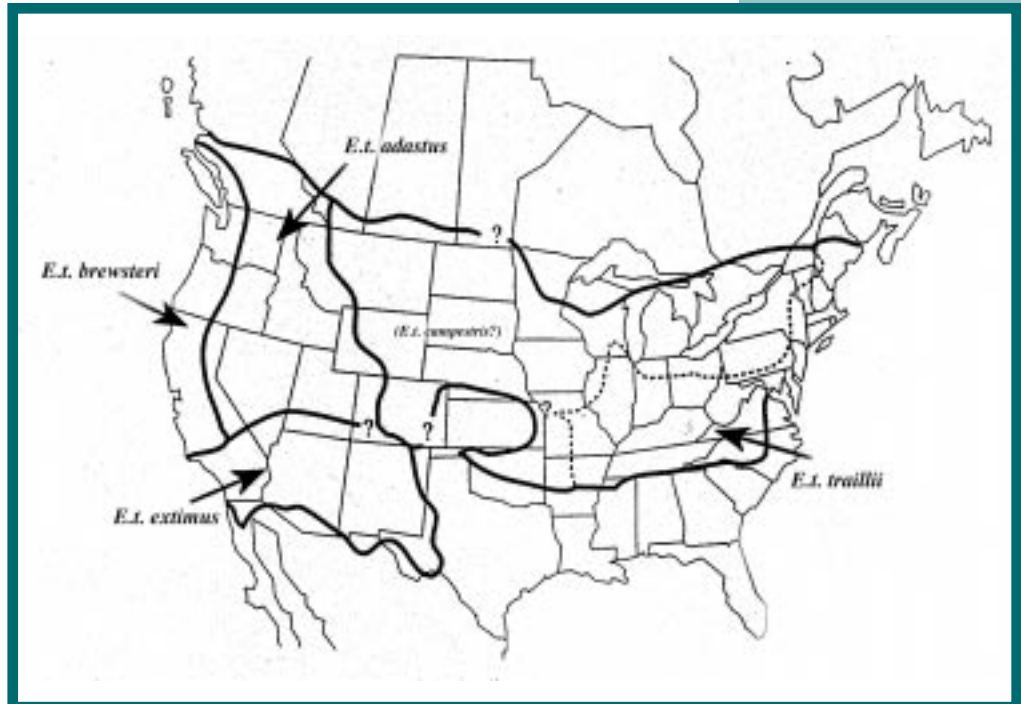 E.t. adastus
?
E.t. brewsteri
(E.t. campestris?)
?
?
E.t. traillii
E.t. extimus